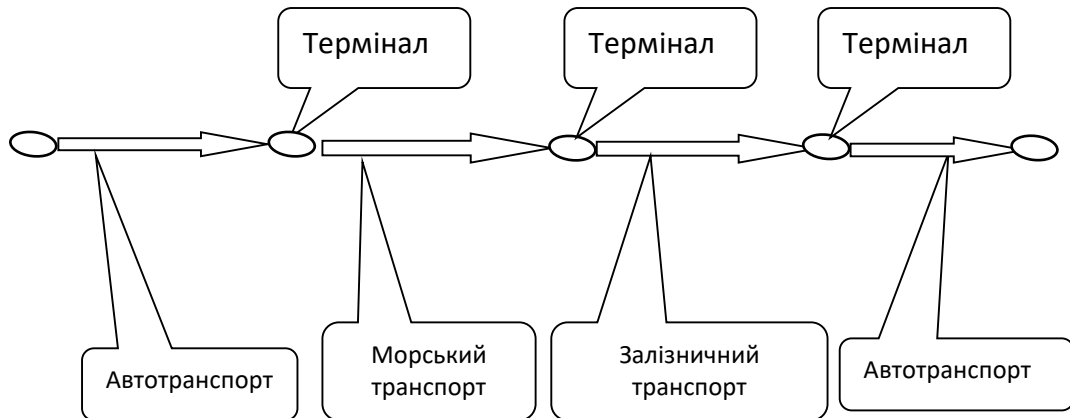 Термінал
Термінал
Термінал
Автотранспорт
Морський
транспорт
Залізничний
транспорт
Автотранспорт